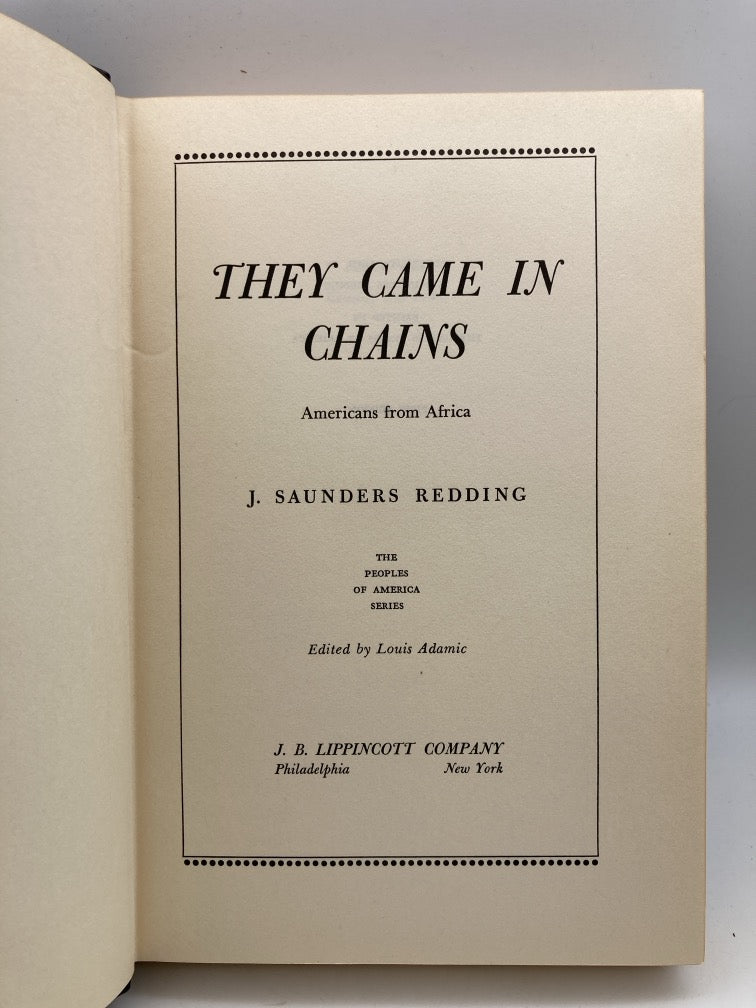 THEY CAME IN
CHAINS
Americans from Africa
J. SAUNDERS REDDING
THE
PEOPLES
OF AMERICA
SERIES
Edited by Louis Adamic
J. B. LIPPINCOTT COMPANY
Philadelphia New York